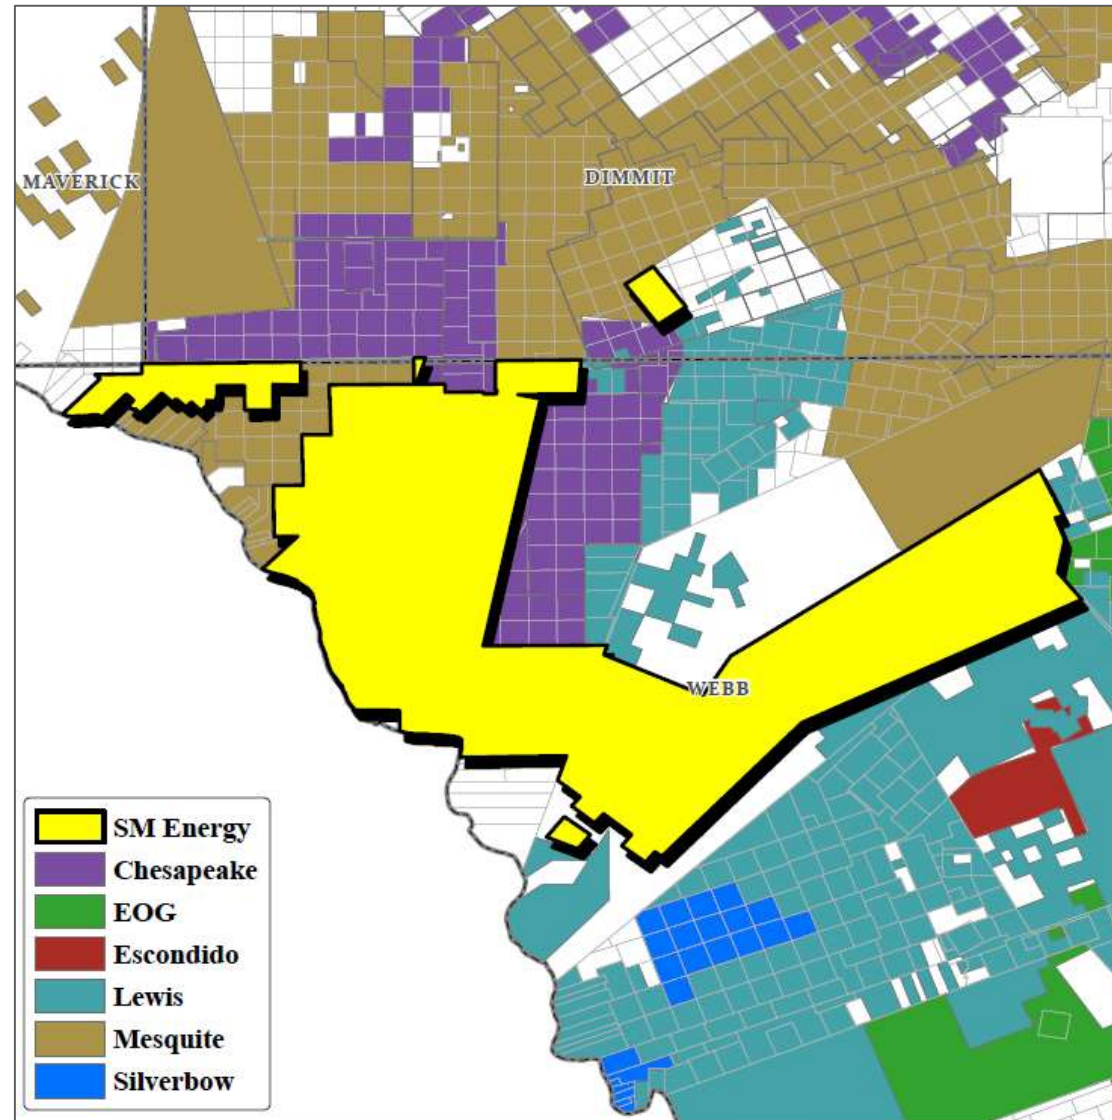 MAVERICK
DIMMIT
WEBB
SM Energy
Chesapeake
EOG
Escondido
Lewis
Mesquite
Silverbow